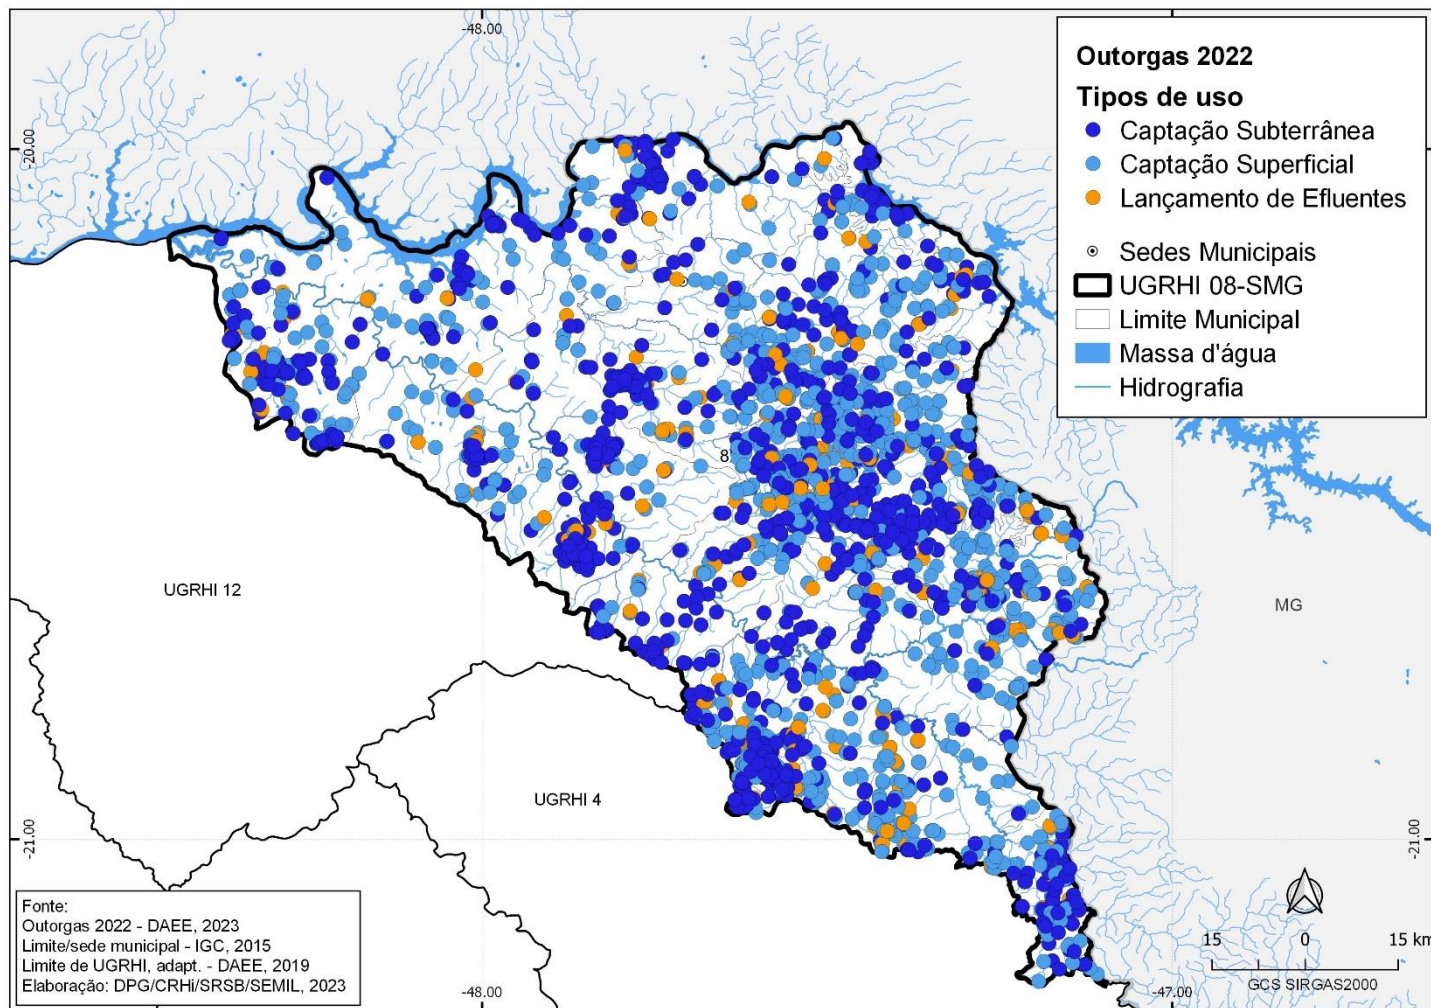 -48.00
-20.00
Outorgas 2022
Tipos de uso
Captação Subterrânea
Captação Superficial
Lançamento de Efluentes
Sedes Municipais
UGRHI 08-SMG
Limite Municipal
Massa d'água
Hidrografia
8
UGRHI 12
MG
UGRHI 4
-21.00
-21.00
Fonte:
Outorgas 2022 - DAEE, 2023
Limite/sede municipal - IGC, 2015
Limite de UGRHI, adapt. - DAEE, 2019
Elaboração: DPG/CRHi/SRSB/SEMIL, 2023
15 0 15 km
GCS SIRGAS2000
-48.00
-47.00